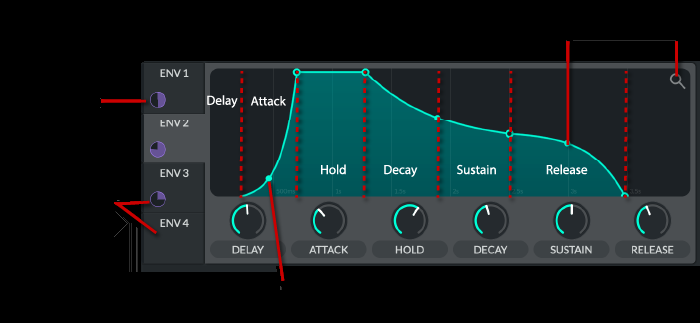 ENV 1
Delay
Attack
ENV 2
ENV 3
ENV 4
Hold
Decay
Sustain
Release
DELAY
ATTACK
HOLD
DECAY
SUSTAIN
RELEASE